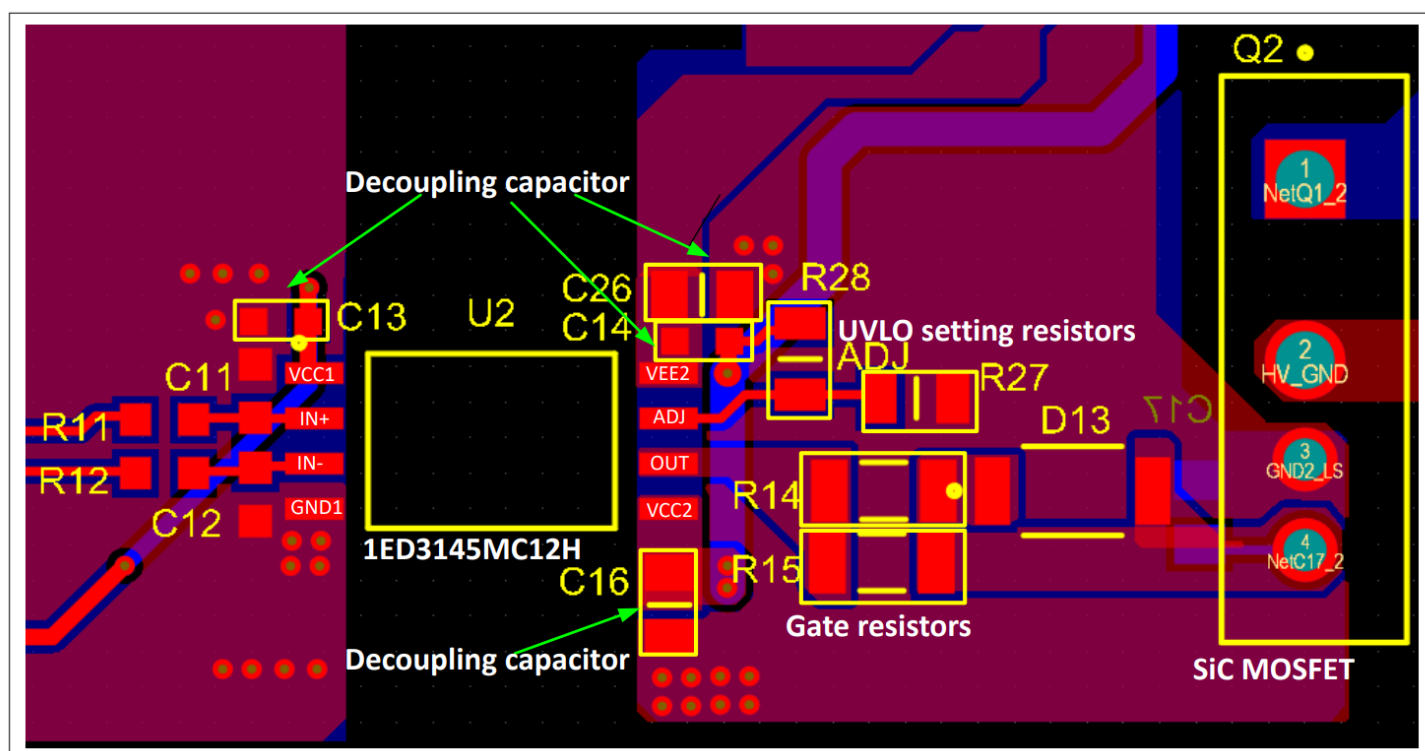 Q2
1
NetQ1_2
Decoupling capacitor
C26
R28
C13
U2
C14
UVLO setting resistors
2
HV_GND
C11
VCC1
VEE2
ADJ
R27
R11
IN+
ADJ
D13
C17
3
GND2_LS
R12
IN-
OUT
R14
C12
GND1
VCC2
1ED3145MC12H
4
NetC17_2
C16
R15
Gate resistors
Decoupling capacitor
SiC MOSFET